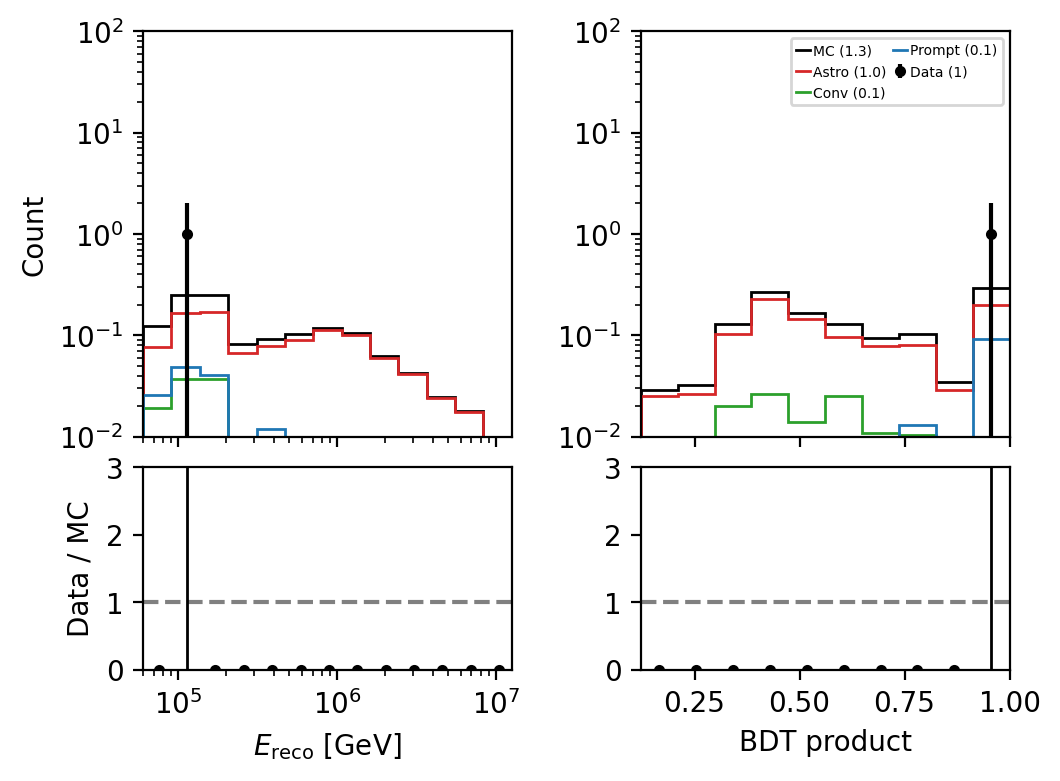 Count
10²
10¹
10⁰
10⁻¹
10⁻²
10²
10¹
10⁰
10⁻¹
10⁻²
MC (1.3)
Astro (1.0)
Conv (0.1)
Prompt (0.1)
Data (1)
Data / MC
3
2
1
0
10⁵
10⁶
10⁷
E_reco [GeV]
3
2
1
0
0.25
0.50
0.75
1.00
BDT product